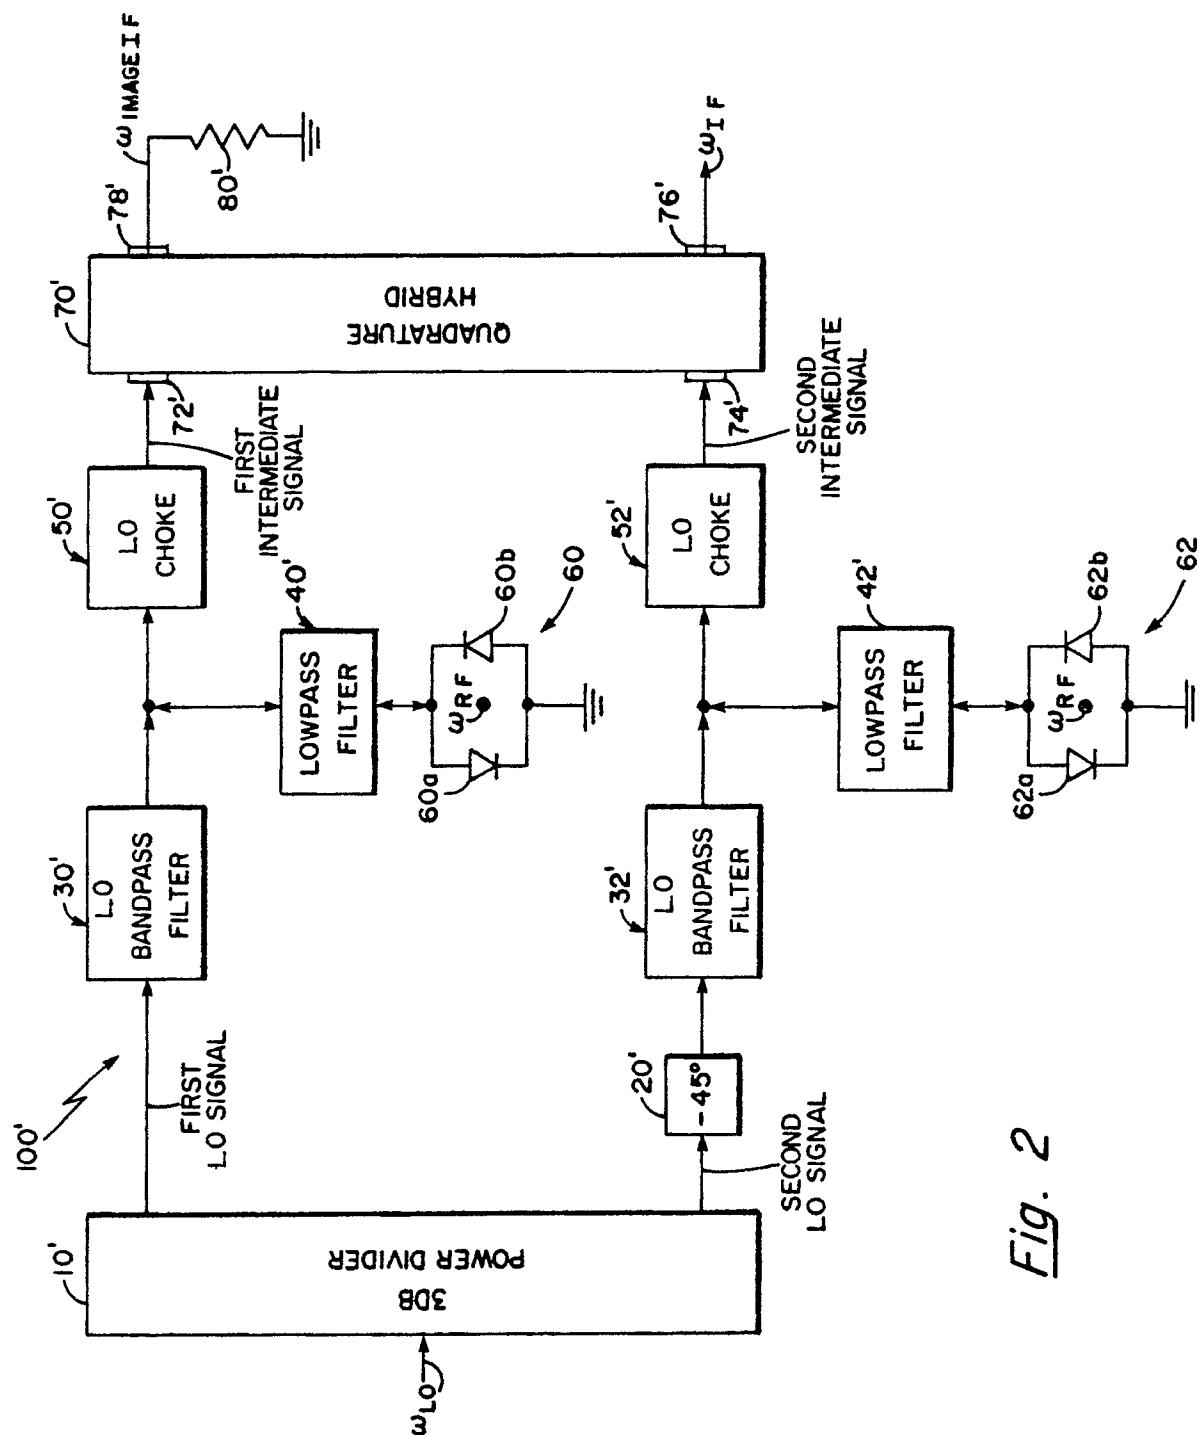 100'
ωLO
10'
3DB
POWER DIVIDER
FIRST
LO SIGNAL
30'
LO
BANDPASS
FILTER
50'
LO
CHOKE
FIRST
INTERMEDIATE
SIGNAL
72'
70'
QUADRATURE
HYBRID
78'
ωIMAGEIF
80'
40'
LOWPASS
FILTER
60a
ωRF
60b
60
SECOND
LO SIGNAL
20'
-45°
32'
LO
BANDPASS
FILTER
52'
LO
CHOKE
SECOND
INTERMEDIATE
SIGNAL
74'
76'
ωIF
42'
LOWPASS
FILTER
62a
ωRF
62b
62
Fig. 2